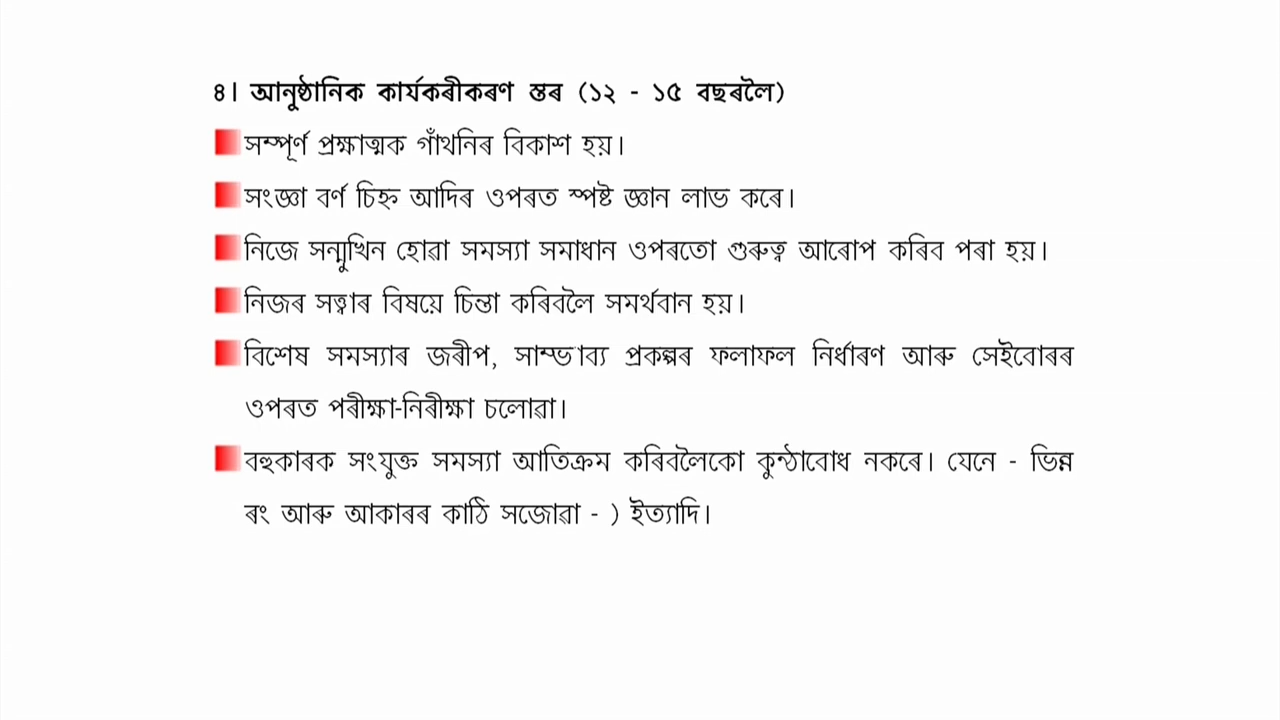 ৪। আনুষ্ঠানিক কাৰ্যকৰীকৰণ স্তৰ (১২ - ১৫ বছৰলৈ)
সম্পূৰ্ণ প্ৰক্ষাত্মক গাঁথনিৰ বিকাশ হয়।
সংজ্ঞা বৰ্ণ চিহ্ন আদিৰ ওপৰত স্পষ্ট জ্ঞান লাভ কৰে।
নিজে সন্মুখিন হোৱা সমস্যা সমাধান ওপৰতো গুৰুত্ব আৰোপ কৰিব পৰা হয়।
নিজৰ সত্বাৰ বিষয়ে চিন্তা কৰিবলৈ সমৰ্থবান হয়।
বিশেষ সমস্যাৰ জৰীপ, সাম্ভাব্য প্ৰকল্পৰ ফলাফল নিৰ্ধাৰণ আৰু সেইবোৰৰ
ওপৰত পৰীক্ষা-নিৰীক্ষা চলোৱা।
বহুকাৰক সংযুক্ত সমস্যা আতিক্ৰম কৰিবলৈকো কুন্ঠাবোধ নকৰে। যেনে - ভিন্ন
ৰং আৰু আকাৰৰ কাঠি সজোৱা - ) ইত্যাদি।